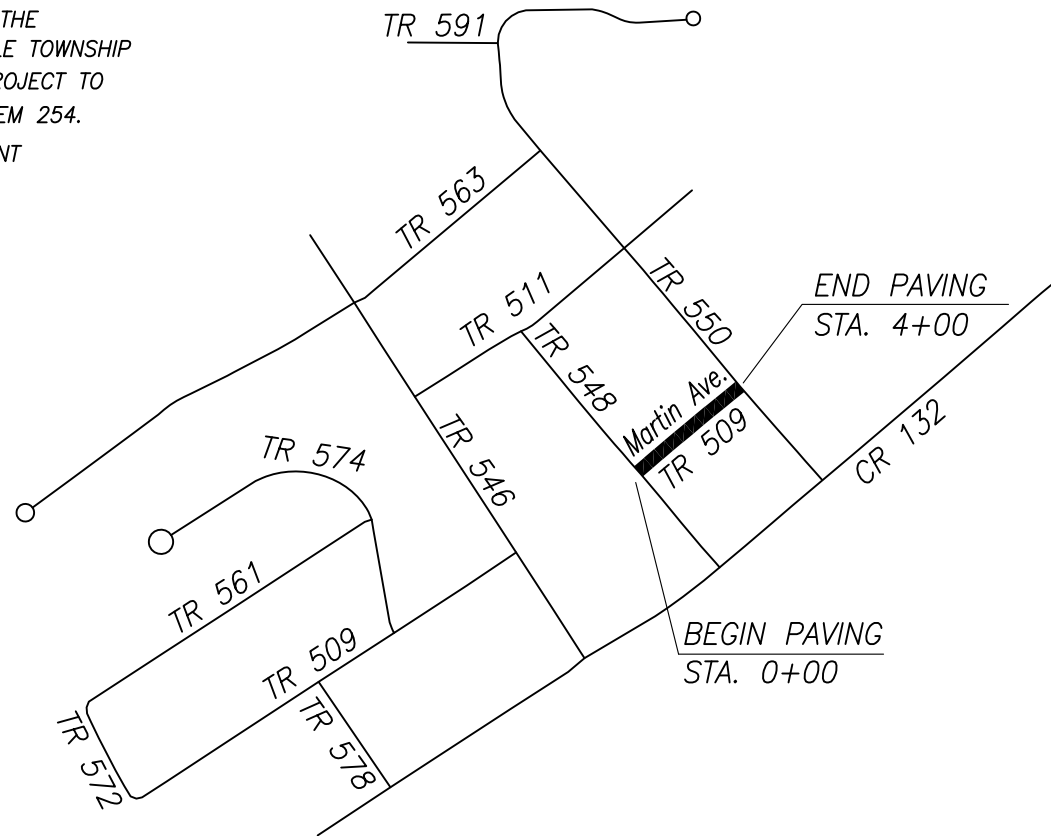 THE
LE TOWNSHIP
ROJECT TO
EM 254.
NT
TR 591
TR 563
TR 511
TR 550
END PAVING
STA. 4+00
TR 548
Martin Ave.
TR 509
CR 132
TR 546
TR 574
TR 561
TR 509
BEGIN PAVING
STA. 0+00
TR 572
TR 578